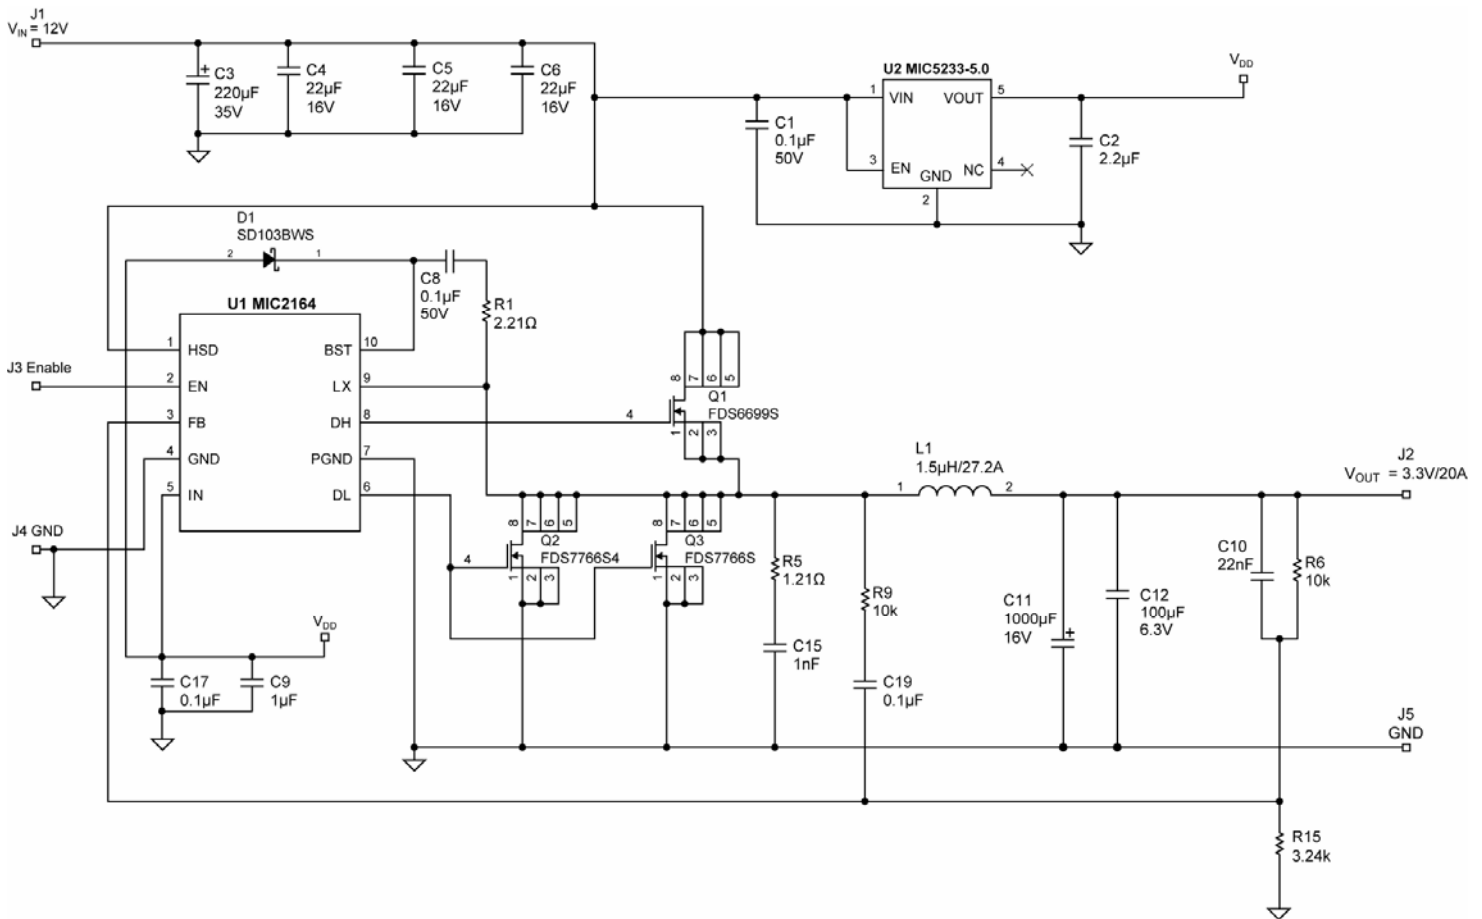 J1
V_IN = 12V
C3
220µF
35V
C4
22µF
16V
C5
22µF
16V
C6
22µF
16V
U2 MIC5233-5.0
1
VIN
VOUT
5
3
EN
GND
NC
4
2
C1
0.1µF
50V
C2
2.2µF
V_DD
D1
SD103BWS
2
1
C8
0.1µF
50V
R1
2.21Ω
U1 MIC2164
1
HSD
BST
10
J3 Enable
2
EN
LX
9
3
FB
DH
8
4
GND
PGND
7
5
IN
DL
6
J4 GND
8
7
6
5
4
Q1
FDS6699S
1
2
3
8
7
6
5
4
Q2
FDS7766S4
1
2
3
8
7
6
5
Q3
FDS7766S
1
2
3
L1
1.5µH/27.2A
1
2
J2
V_OUT = 3.3V/20A
R5
1.21Ω
C15
1nF
R9
10k
C19
0.1µF
C11
1000µF
16V
C12
100µF
6.3V
C10
22nF
R6
10k
V_DD
C17
0.1µF
C9
1µF
J5
GND
R15
3.24k